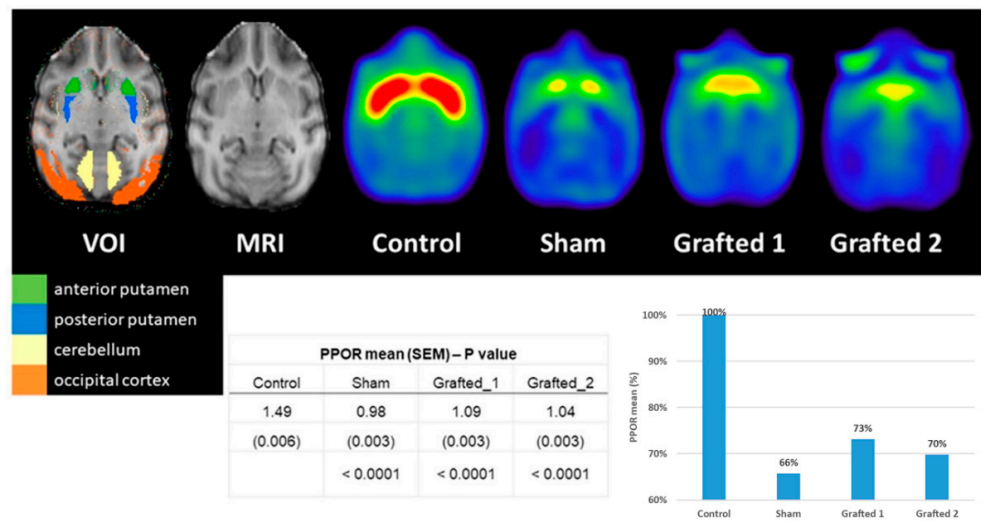 VOI MRI Control Sham Grafted 1 Grafted 2
anterior putamen
posterior putamen
cerebellum
occipital cortex
PPOR mean (SEM) – P value
Control Sham Grafted_1 Grafted_2
1.49 0.98 1.09 1.04
(0.006) (0.003) (0.003) (0.003)
< 0.0001 < 0.0001 < 0.0001
PPOR mean (%)
100%
90%
80%
70%
60%
100%
66%
73%
70%
Control Sham Grafted 1 Grafted 2